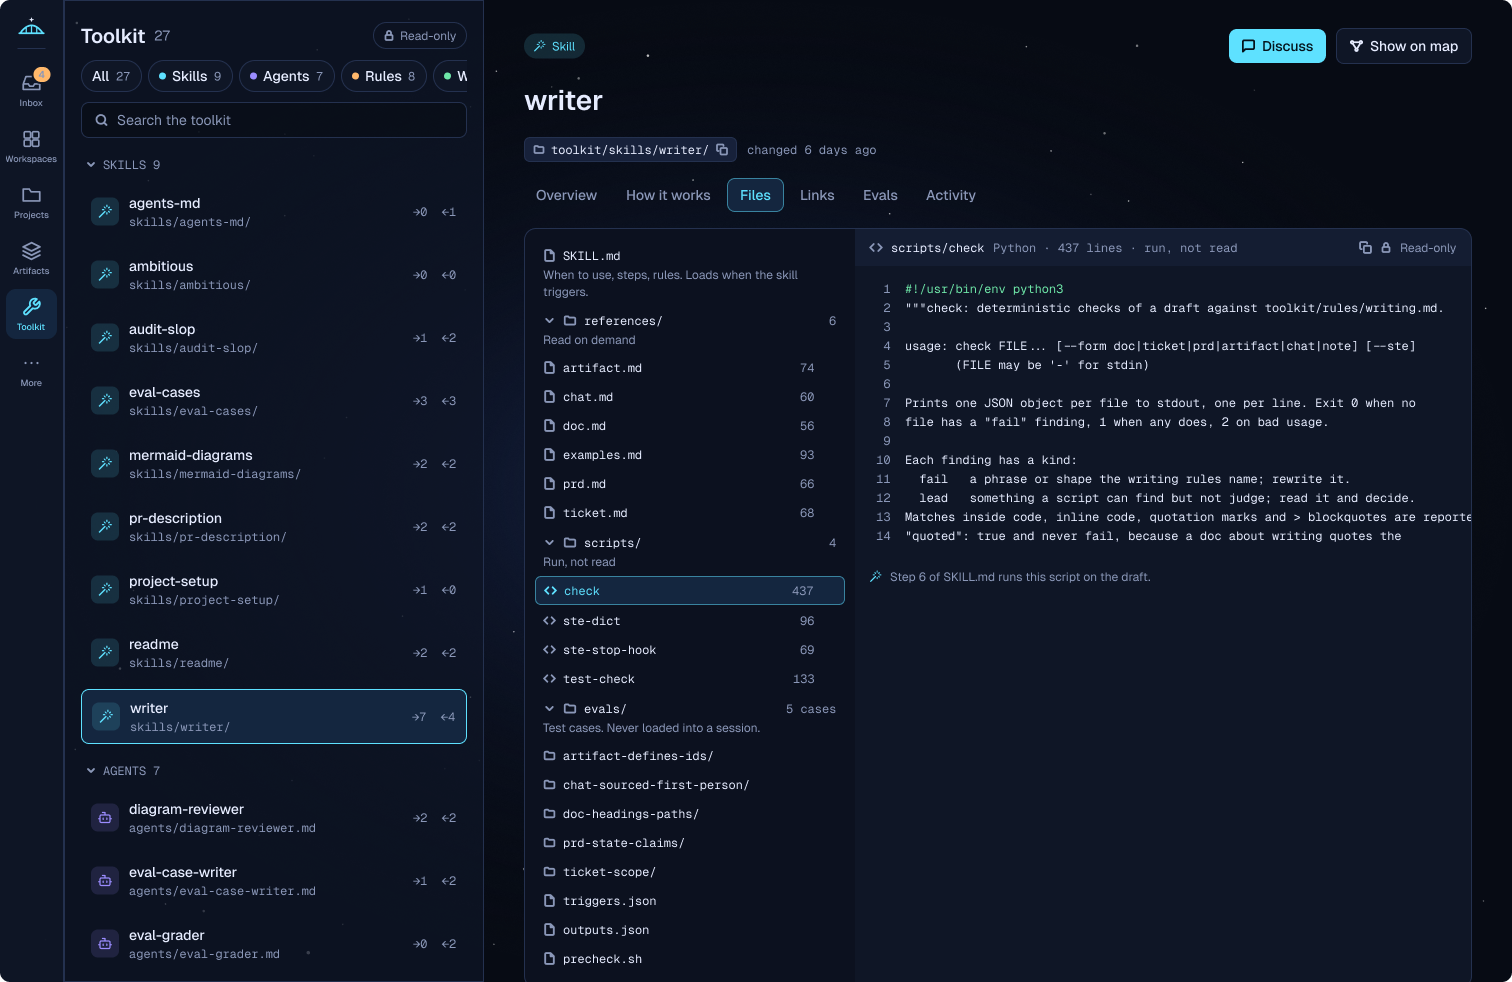 4
Inbox
Workspaces
Projects
Artifacts
Toolkit
More
Toolkit 27
Read-only
All 27
Skills 9
Agents 7
Rules 8
W
Search the toolkit
SKILLS 9
agents-md
skills/agents-md/
→0 ←1
ambitious
skills/ambitious/
→0 ←0
audit-slop
skills/audit-slop/
→1 ←2
eval-cases
skills/eval-cases/
→3 ←3
mermaid-diagrams
skills/mermaid-diagrams/
→2 ←2
pr-description
skills/pr-description/
→2 ←2
project-setup
skills/project-setup/
→1 ←0
readme
skills/readme/
→2 ←2
writer
skills/writer/
→7 ←4
AGENTS 7
diagram-reviewer
agents/diagram-reviewer.md
→2 ←2
eval-case-writer
agents/eval-case-writer.md
→1 ←2
eval-grader
agents/eval-grader.md
→0 ←2
Skill
Discuss
Show on map
writer
toolkit/skills/writer/
changed 6 days ago
Overview
How it works
Files
Links
Evals
Activity
SKILL.md
When to use, steps, rules. Loads when the skill
triggers.
references/ 6
Read on demand
artifact.md 74
chat.md 60
doc.md 56
examples.md 93
prd.md 66
ticket.md 68
scripts/ 4
Run, not read
check 437
ste-dict 96
ste-stop-hook 69
test-check 133
evals/ 5 cases
Test cases. Never loaded into a session.
artifact-defines-ids/
chat-sourced-first-person/
doc-headings-paths/
prd-state-claims/
ticket-scope/
triggers.json
outputs.json
precheck.sh
scripts/check Python · 437 lines · run, not read
Read-only
1 #!/usr/bin/env python3
2 """check: deterministic checks of a draft against toolkit/rules/writing.md.
3
4 usage: check FILE... [--form doc|ticket|prd|artifact|chat|note] [--ste]
5 (FILE may be '-' for stdin)
6
7 Prints one JSON object per file to stdout, one per line. Exit 0 when no
8 file has a "fail" finding, 1 when any does, 2 on bad usage.
9
10 Each finding has a kind:
11 fail a phrase or shape the writing rules name; rewrite it.
12 lead something a script can find but not judge; read it and decide.
13 Matches inside code, inline code, quotation marks and > blockquotes are reporte
14 "quoted": true and never fail, because a doc about writing quotes the
Step 6 of SKILL.md runs this script on the draft.